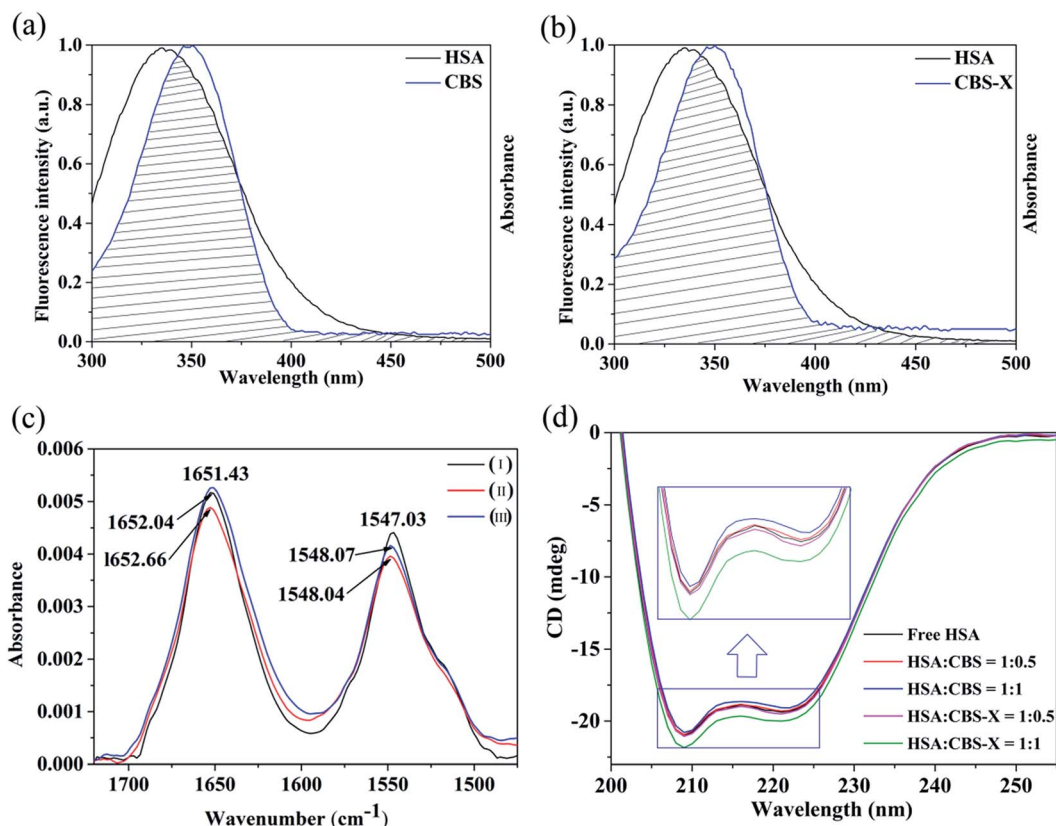 (a)
1.0
0.8
0.6
0.4
0.2
0.0
Fluorescence intensity (a.u.)
HSA
CBS
Absorbance
300 350 400 450 500
Wavelength (nm)
(b)
1.0
0.8
0.6
0.4
0.2
0.0
Fluorescence intensity (a.u.)
HSA
CBS-X
Absorbance
300 350 400 450 500
Wavelength (nm)
(c)
0.006
0.005
0.004
0.003
0.002
0.001
0.000
Absorbance
1651.43
1652.04
l652.66
1547.03
1548.07
1548.04
(I)
(II)
(III)
1700 1650 1600 1550 1500
Wavenumber (cm-1)
(d)
0
-5
-10
-15
-20
CD (mdeg)
Free HSA
HSA:CBS = 1:0.5
HSA:CBS = 1:1
HSA:CBS-X = 1:0.5
HSA:CBS-X = 1:1
200 210 220 230 240 250
Wavelength (nm)